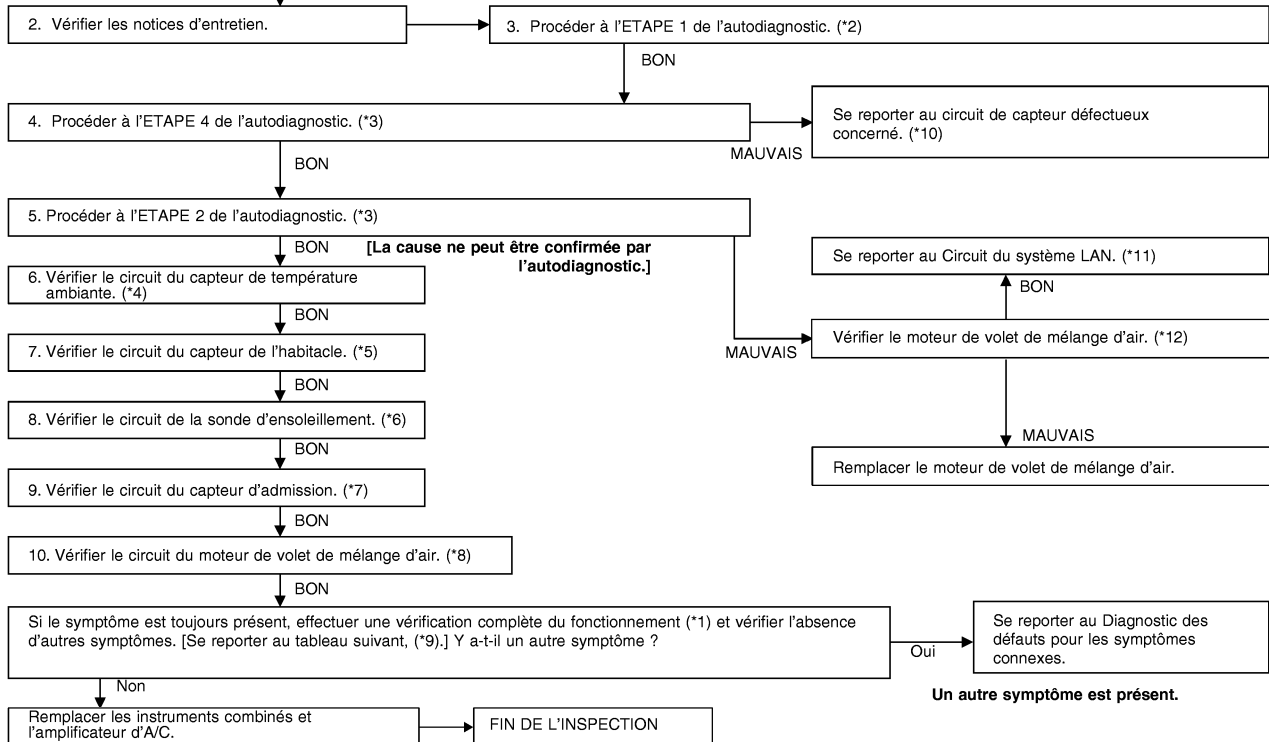 2. Vérifier les notices d'entretien.
3. Procéder à l'ETAPE 1 de l'autodiagnostic. (*2)
BON
4. Procéder à l'ETAPE 4 de l'autodiagnostic. (*3)
MAUVAIS
Se reporter au circuit de capteur défectueux
concerné. (*10)
BON
5. Procéder à l'ETAPE 2 de l'autodiagnostic. (*3)
BON
[La cause ne peut être confirmée par
l'autodiagnostic.]
6. Vérifier le circuit du capteur de température
ambiante. (*4)
BON
7. Vérifier le circuit du capteur de l'habitacle. (*5)
BON
8. Vérifier le circuit de la sonde d'ensoleillement. (*6)
BON
9. Vérifier le circuit du capteur d'admission. (*7)
BON
10. Vérifier le circuit du moteur de volet de mélange d'air. (*8)
BON
Se reporter au Circuit du système LAN. (*11)
BON
MAUVAIS
Vérifier le moteur de volet de mélange d'air. (*12)
MAUVAIS
Remplacer le moteur de volet de mélange d'air.
Si le symptôme est toujours présent, effectuer une vérification complète du fonctionnement (*1) et vérifier l'absence
d'autres symptômes. [Se reporter au tableau suivant, (*9).] Y a-t-il un autre symptôme ?
Oui
Se reporter au Diagnostic des
défauts pour les symptômes
connexes.
Un autre symptôme est présent.
Non
Remplacer les instruments combinés et
l'amplificateur d'A/C.
FIN DE L'INSPECTION